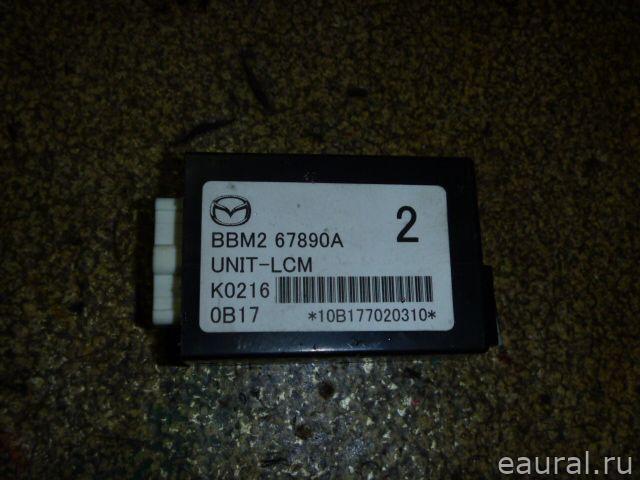 BBM2 67890A 2
UNIT-LCM
K0216
0B17 *10B177020310*
eaural.ru